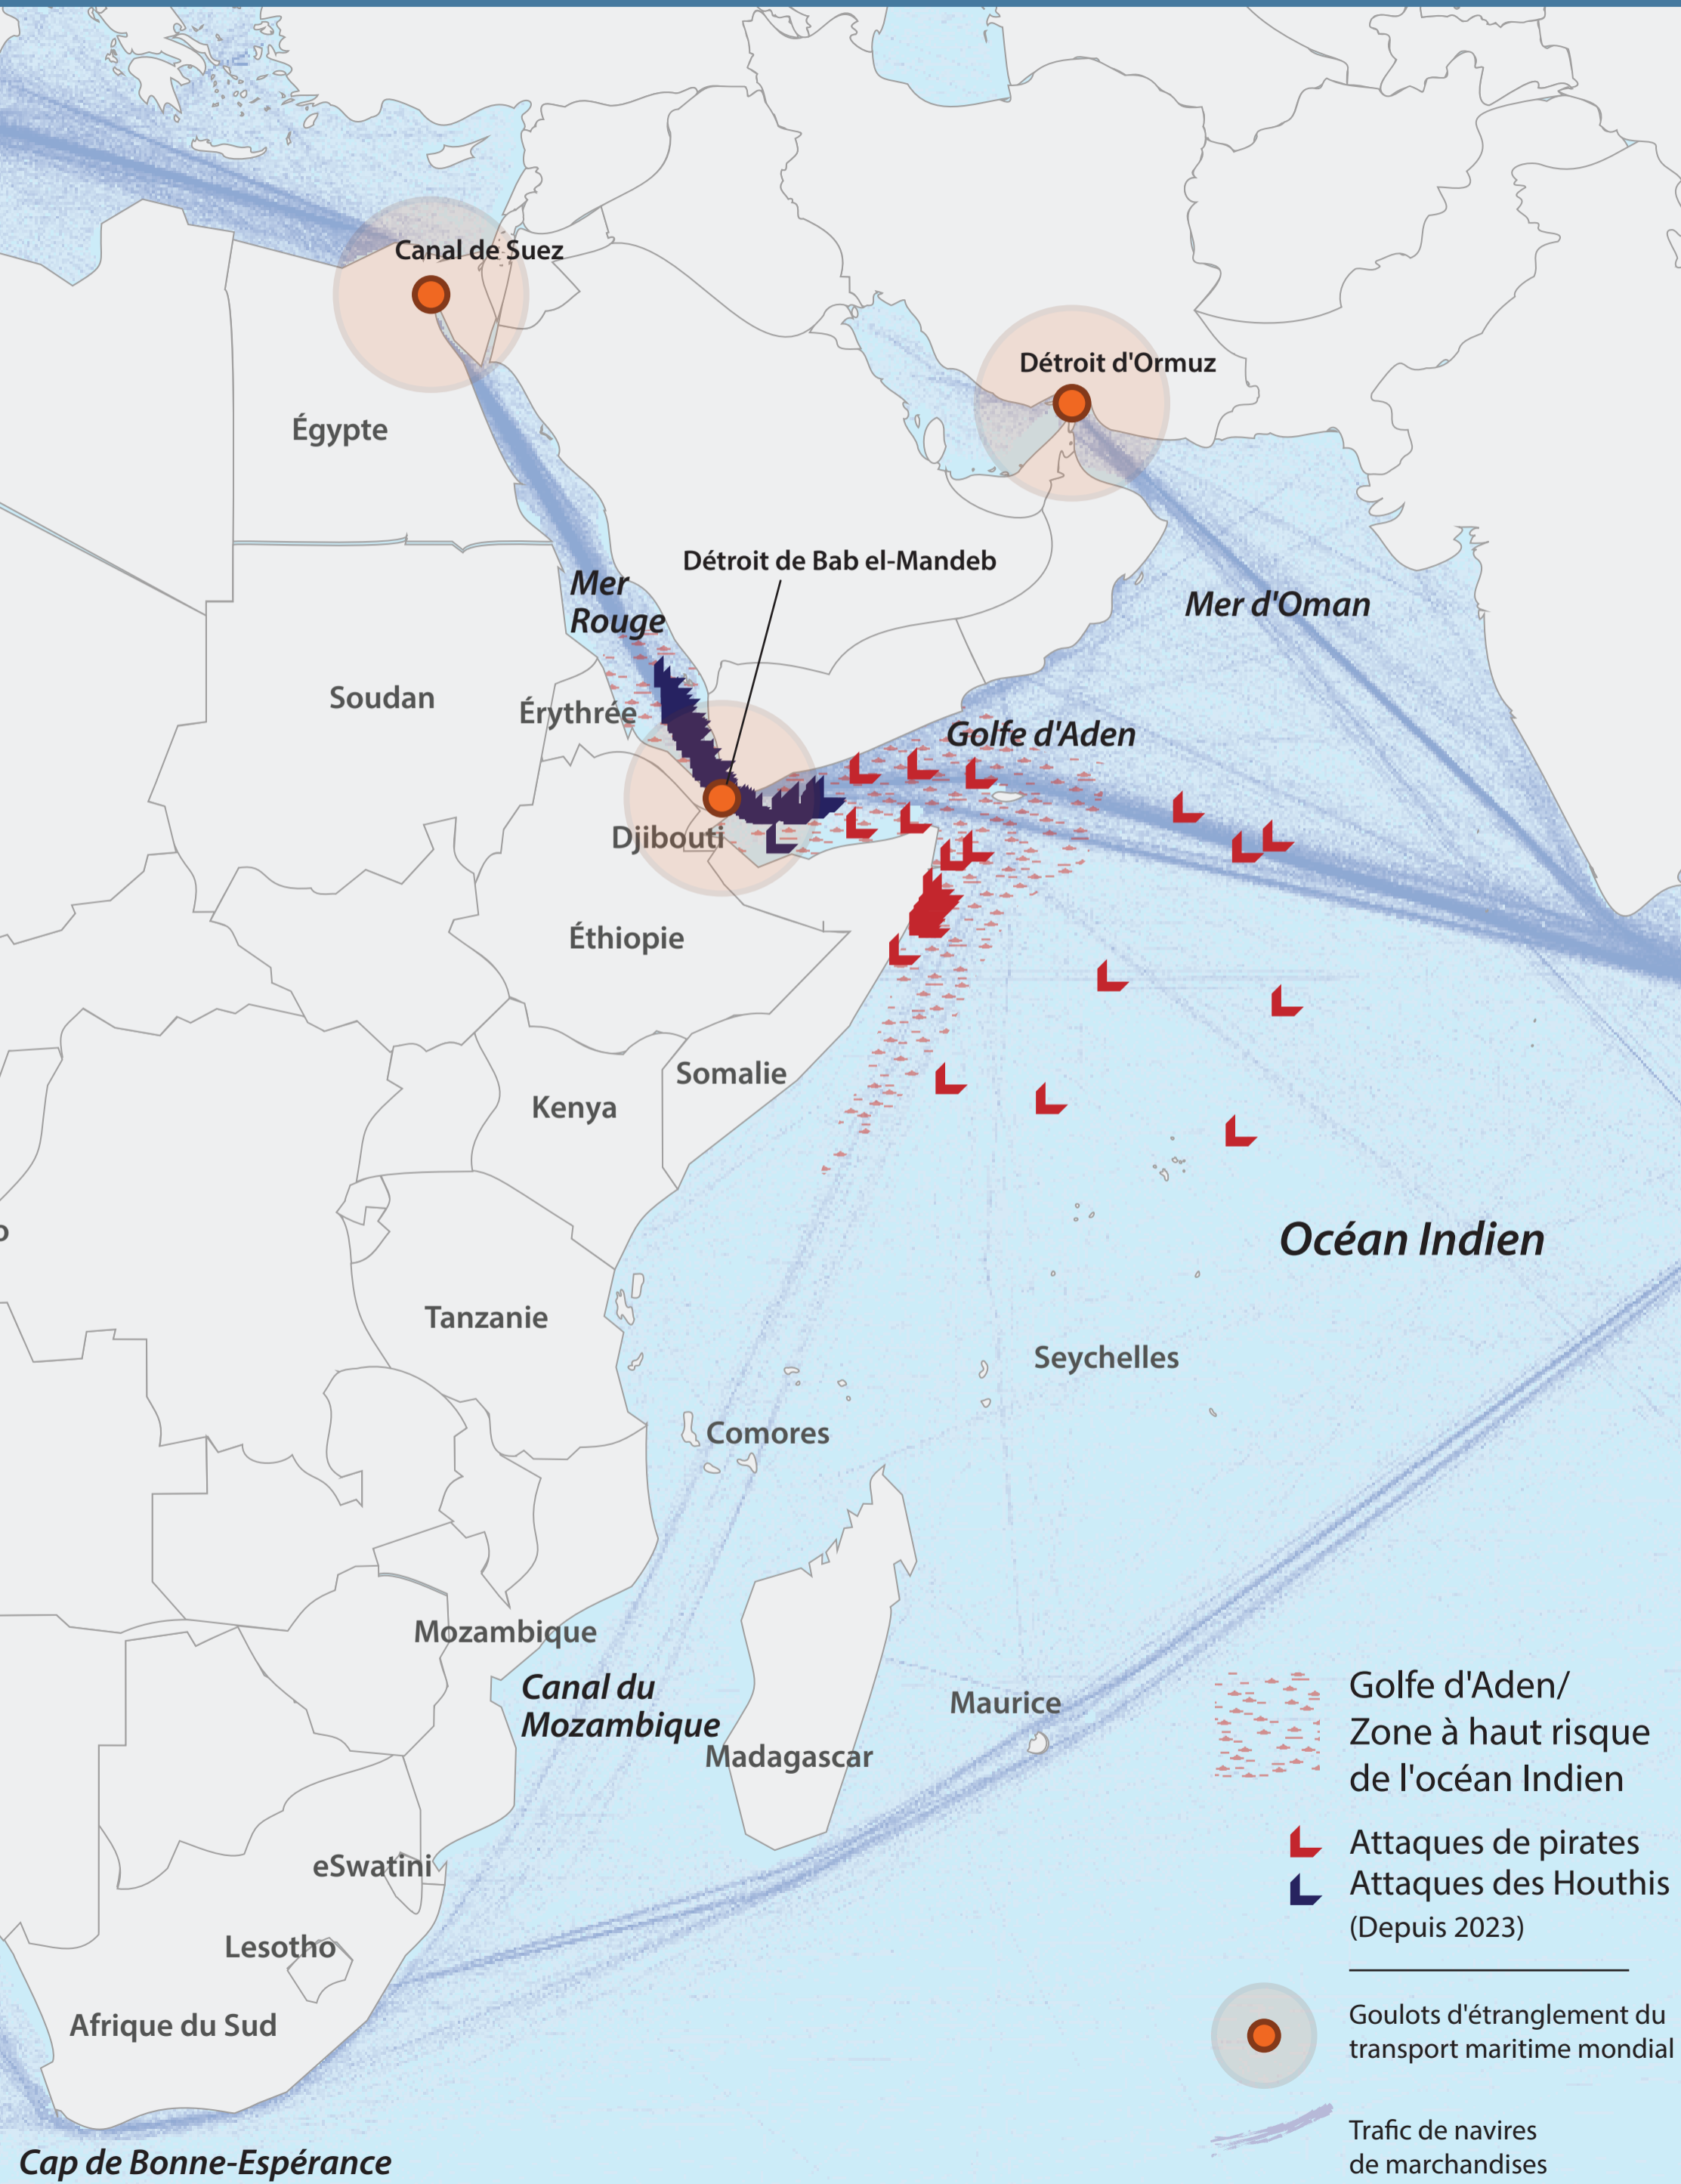 Canal de Suez
Détroit d'Ormuz
Égypte
Détroit de Bab el-Mandeb
Mer
Rouge
Mer d'Oman
Soudan
Érythrée
Golfe d'Aden
Djibouti
Éthiopie
Somalie
Kenya
Océan Indien
Tanzanie
Seychelles
Comores
Mozambique
Canal du
Mozambique
Maurice
Madagascar
Golfe d'Aden/
Zone à haut risque
de l'océan Indien
Attaques de pirates
Attaques des Houthis
(Depuis 2023)
eSwatini
Lesotho
Afrique du Sud
Goulots d'étranglement du
transport maritime mondial
Trafic de navires
de marchandises
Cap de Bonne-Espérance